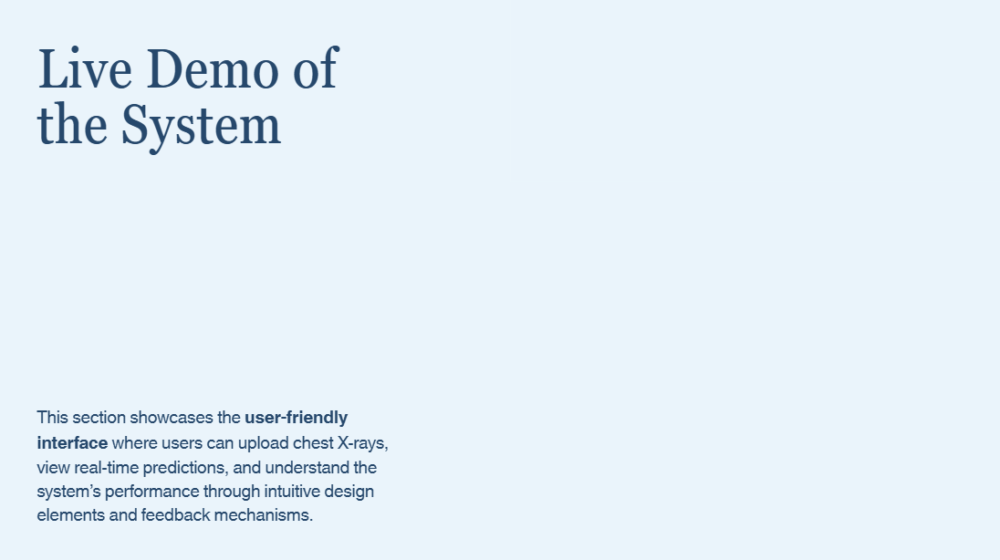 Live Demo of
the System
This section showcases the user-friendly
interface where users can upload chest X-rays,
view real-time predictions, and understand the
system’s performance through intuitive design
elements and feedback mechanisms.